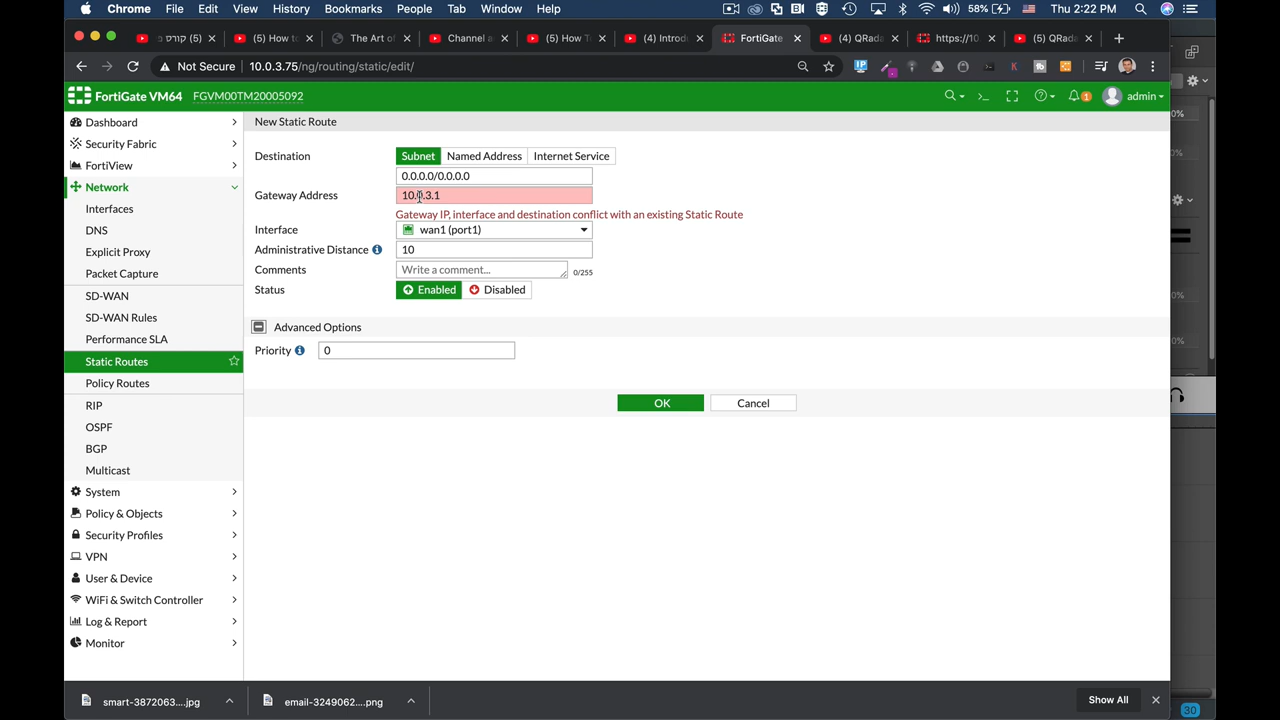 Chrome File Edit View History Bookmarks People Tab Window Help 58% Thu 2:22 PM
קורס פ (5) (5) How to The Art of Channel a (5) How T (4) Introdu FortiGate (4) QRada https://10 (5) QRada
Not Secure 10.0.3.75/ng/routing/static/edit/
FortiGate VM64 FGVM00TM20005092 1 admin
Dashboard
Security Fabric
FortiView
Network
Interfaces
DNS
Explicit Proxy
Packet Capture
SD-WAN
SD-WAN Rules
Performance SLA
Static Routes
Policy Routes
RIP
OSPF
BGP
Multicast
System
Policy & Objects
Security Profiles
VPN
User & Device
WiFi & Switch Controller
Log & Report
Monitor
New Static Route
Destination Subnet Named Address Internet Service
0.0.0.0/0.0.0.0
Gateway Address 10.0.3.1
Gateway IP, interface and destination conflict with an existing Static Route
Interface wan1 (port1)
Administrative Distance 10
Comments Write a comment... 0/255
Status Enabled Disabled
Advanced Options
Priority 0
OK Cancel
smart-3872063....jpg email-3249062....png Show All
30